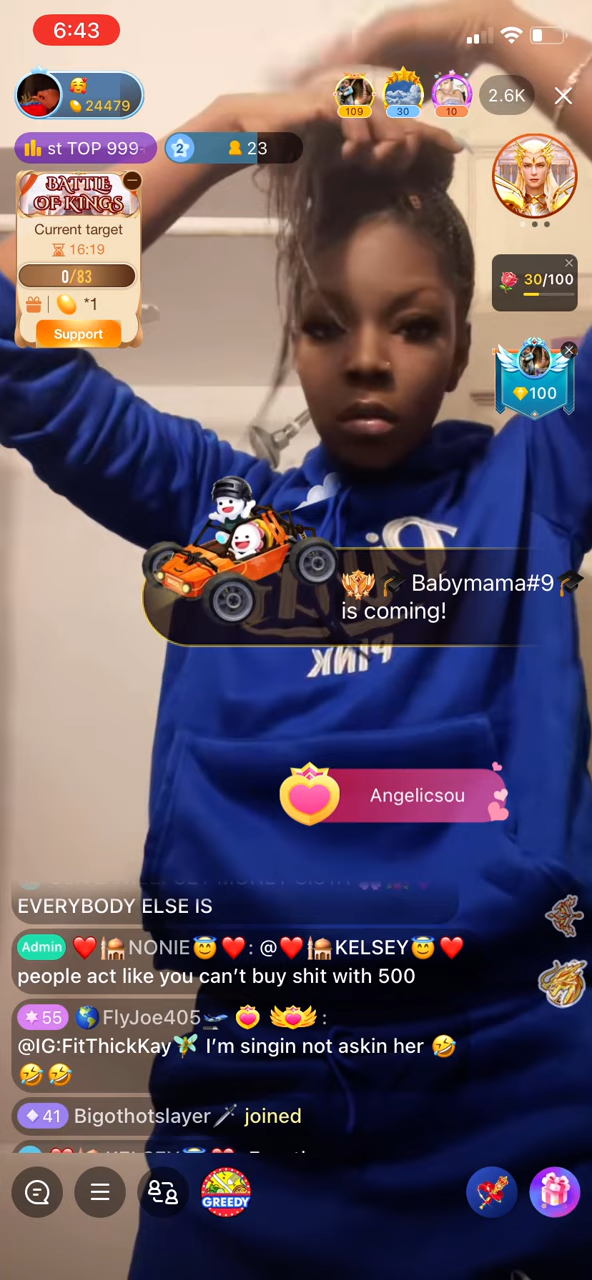 6:43
24479
109
30
10
2.6K
st TOP 999
2
23
BATTLE
OF KINGS
Current target
16:19
0/83
*1
Support
30/100
100
Babymama#9
is coming!
PINK
Angelicsou
EVERYBODY ELSE IS
Admin ❤️🕌NONIE😇❤️: @❤️🕌KELSEY😇❤️
people act like you can’t buy shit with 500
55 🌎FlyJoe405🛫 :
@IG:FitThickKay🧚 I’m singin not askin her 🤣
🤣🤣
41 Bigothotslayer🗡️ joined
GREEDY